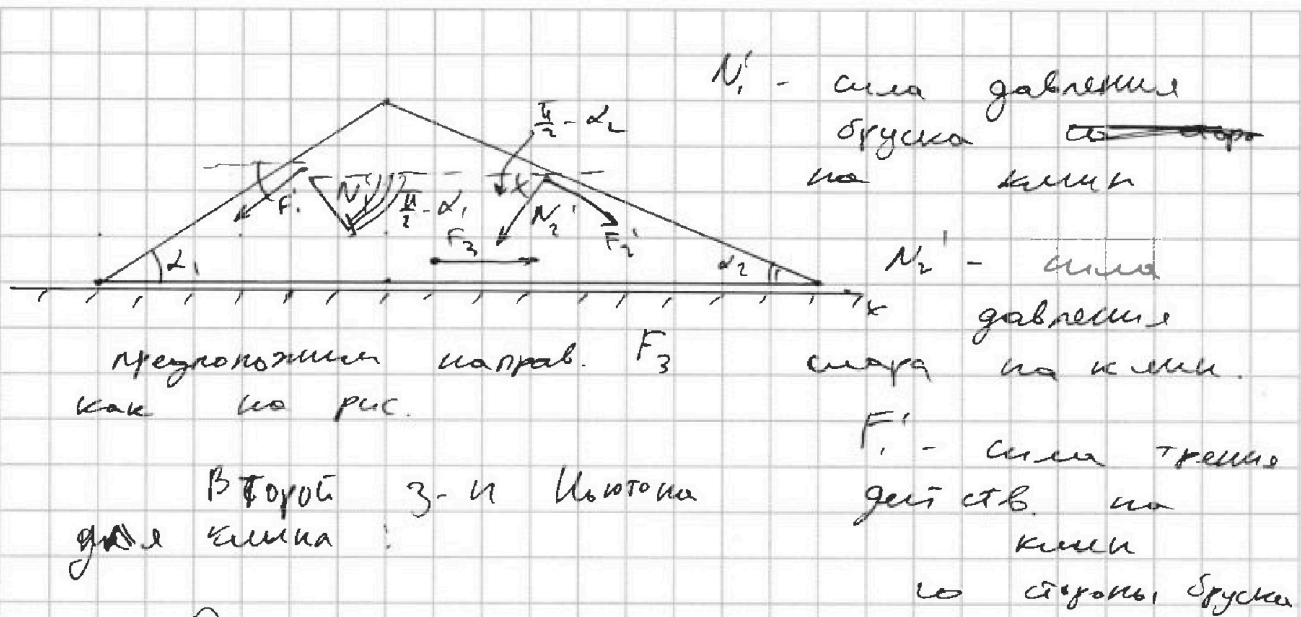 N₁' - сила давления
бруска со сторо
на клин
π/2 - α₂
N₁'
F₁'
π/2 - α₁
N₂'
F₂'
F₃
α₁
α₂
x
N₂' - сила
давления
шара на клин.
предположим направ. F₃
как на рис.
F₁' - сила трения
действ. на
клин
со стороны бруска
Второй з-н Ньютона
для клина :